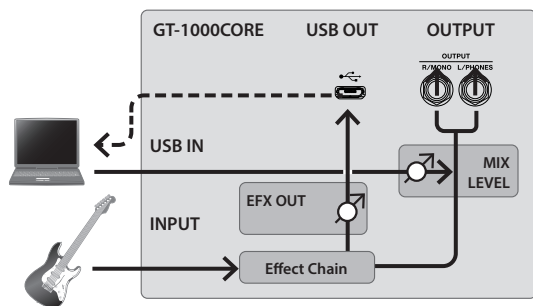 GT-1000CORE USB OUT OUTPUT
OUTPUT
R/MONO L/PHONES
USB IN
MIX
LEVEL
EFX OUT
INPUT
Effect Chain